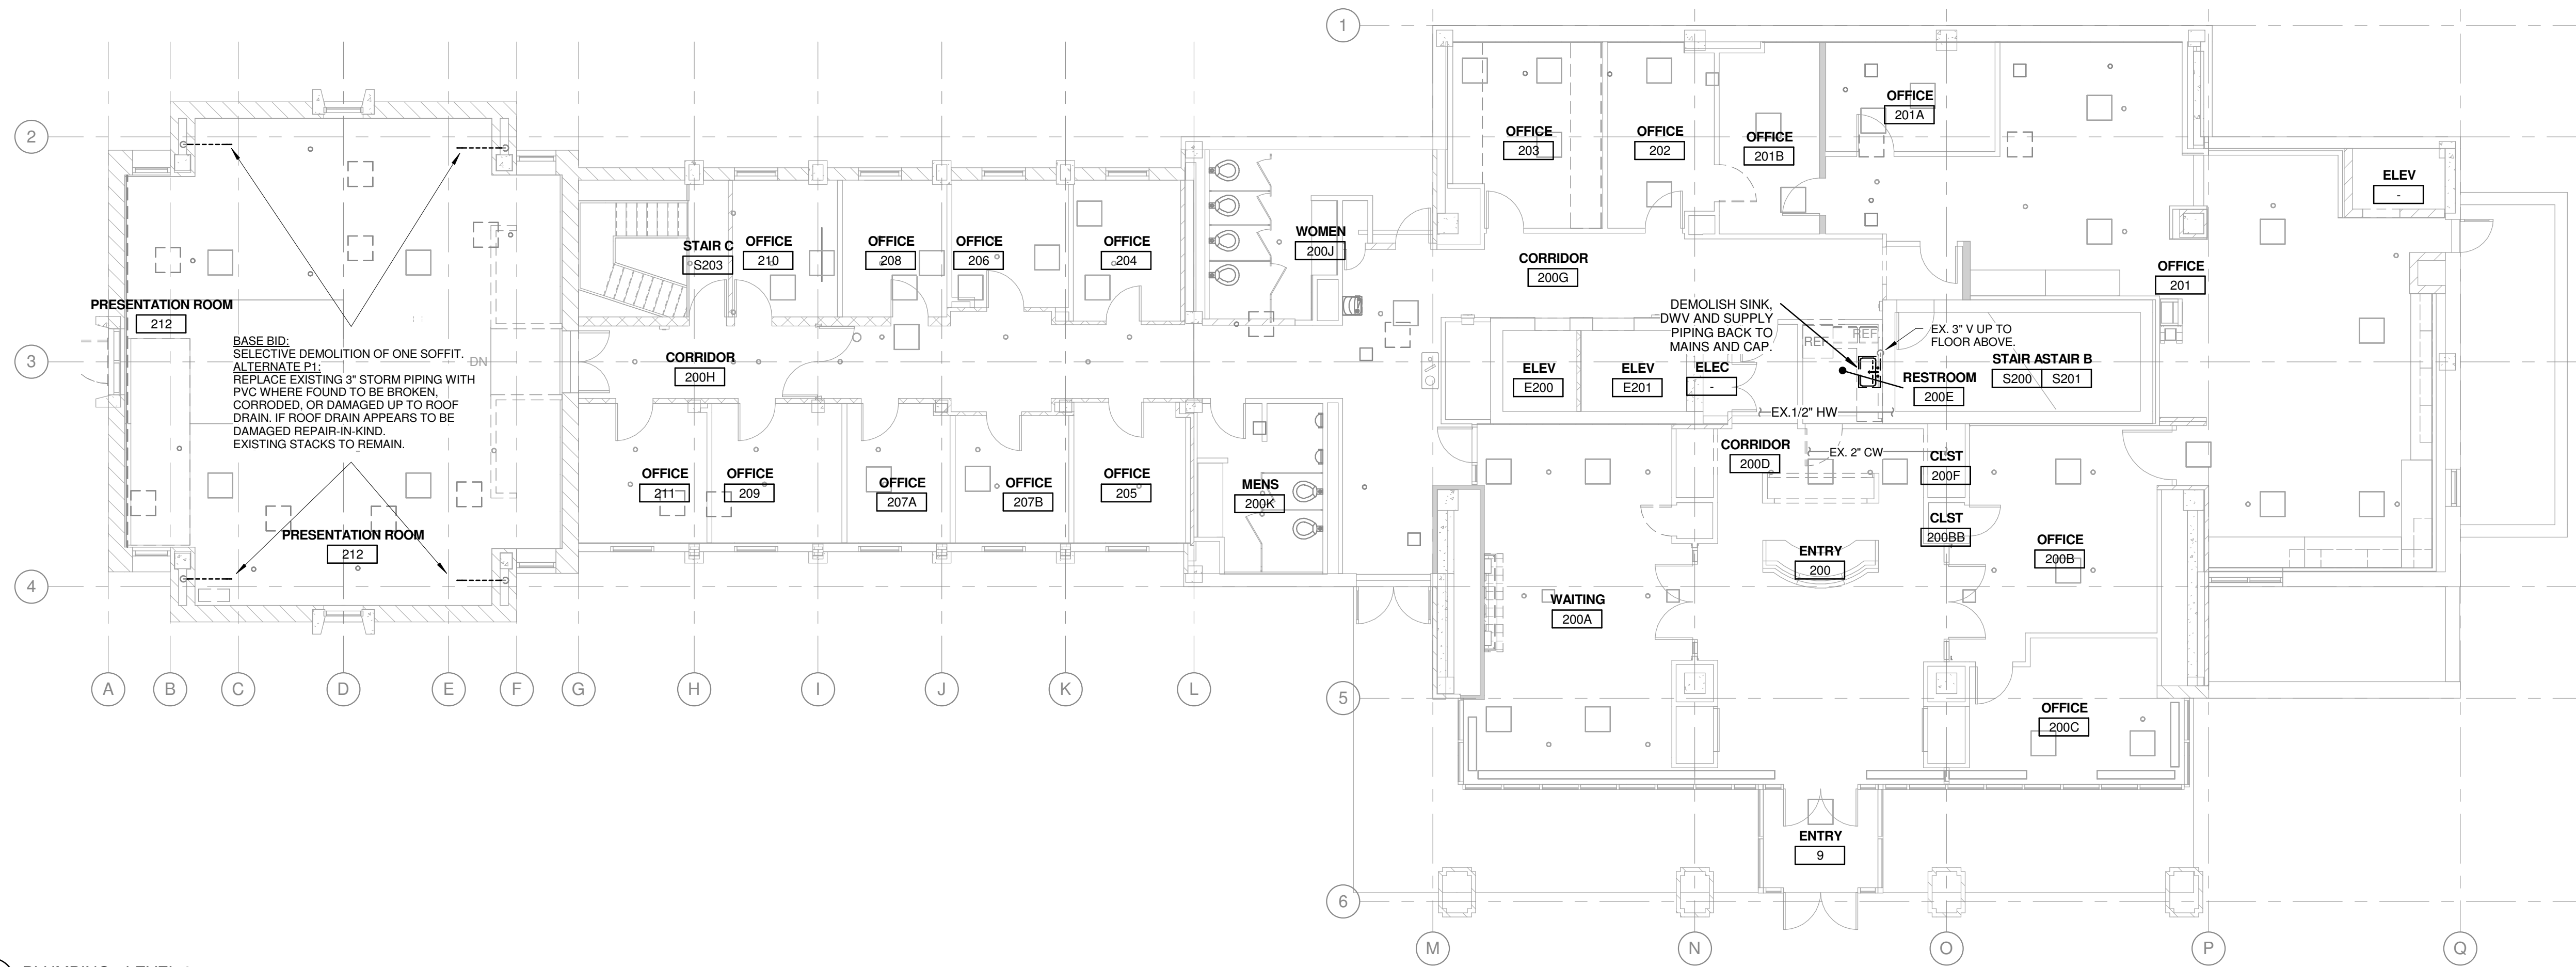 1
2
3
4
5
6
A
B
C
D
E
F
G
H
I
J
K
L
M
N
O
P
Q
PRESENTATION ROOM
212
BASE BID:
SELECTIVE DEMOLITION OF ONE SOFFIT.
ALTERNATE P1:
REPLACE EXISTING 3" STORM PIPING WITH
PVC WHERE FOUND TO BE BROKEN,
CORRODED, OR DAMAGED UP TO ROOF
DRAIN. IF ROOF DRAIN APPEARS TO BE
DAMAGED REPAIR-IN-KIND.
EXISTING STACKS TO REMAIN.
DN
PRESENTATION ROOM
212
STAIR C
S203
OFFICE
210
OFFICE
208
OFFICE
206
OFFICE
204
CORRIDOR
200H
OFFICE
211
OFFICE
209
OFFICE
207A
OFFICE
207B
OFFICE
205
WOMEN
200J
MENS
200K
OFFICE
203
OFFICE
202
OFFICE
201B
OFFICE
201A
ELEV
-
CORRIDOR
200G
OFFICE
201
DEMOLISH SINK,
DWV AND SUPPLY
PIPING BACK TO
MAINS AND CAP.
REF
REF
EX. 3" V UP TO
FLOOR ABOVE.
ELEV
E200
ELEV
E201
ELEC
-
RESTROOM
200E
STAIR A
S200
STAIR B
S201
EX.1/2" HW
CORRIDOR
200D
EX. 2" CW
CLST
200F
CLST
200BB
ENTRY
200
OFFICE
200B
WAITING
200A
OFFICE
200C
ENTRY
9